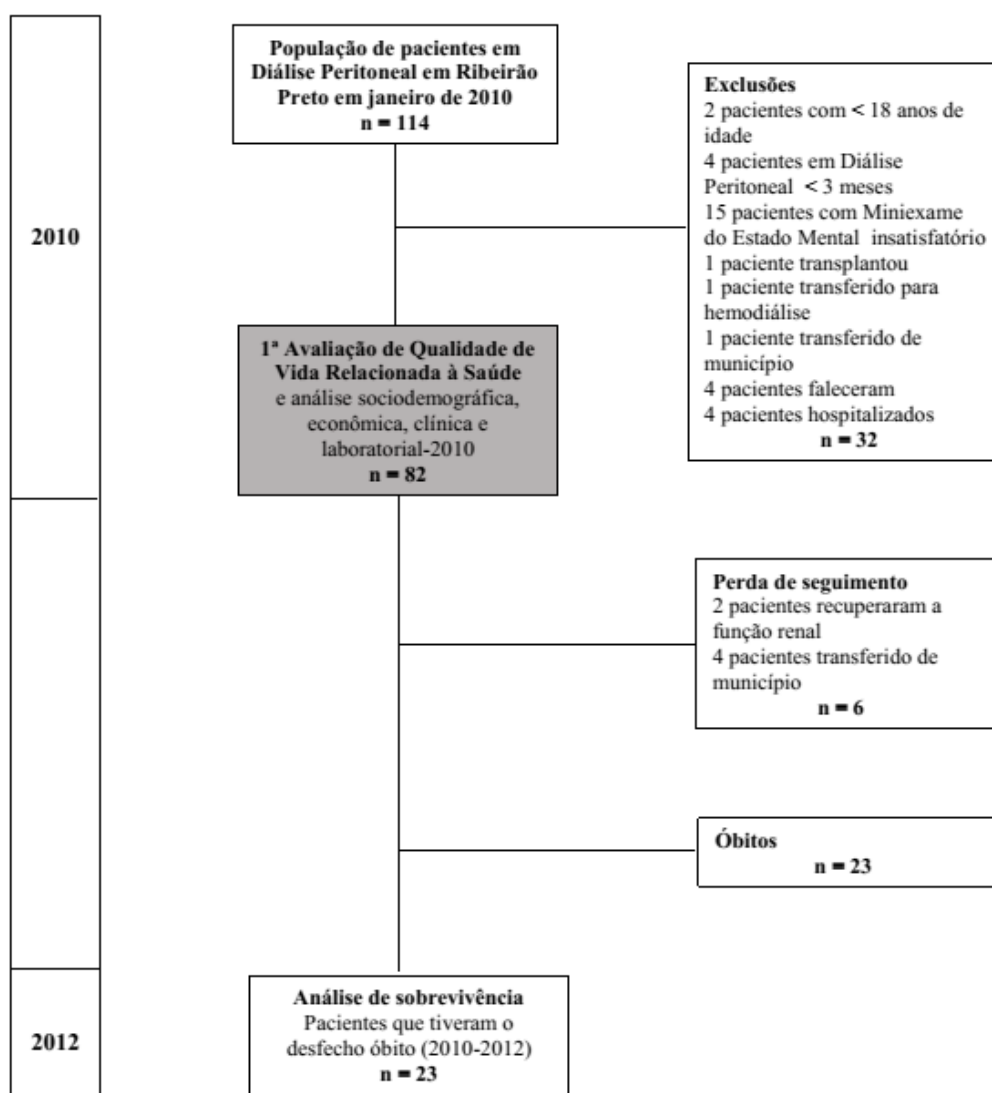 População de pacientes em
Diálise Peritoneal em Ribeirão
Preto em janeiro de 2010
n = 114
Exclusões
2 pacientes com < 18 anos de
idade
4 pacientes em Diálise
Peritoneal < 3 meses
15 pacientes com Miniexame
do Estado Mental insatisfatório
1 paciente transplantou
1 paciente transferido para
hemodiálise
1 paciente transferido de
município
4 pacientes faleceram
4 pacientes hospitalizados
n = 32
2010
1ª Avaliação de Qualidade de
Vida Relacionada à Saúde
e análise sociodemográfica,
econômica, clínica e
laboratorial-2010
n = 82
Perda de seguimento
2 pacientes recuperaram a
função renal
4 pacientes transferido de
município
n = 6
Óbitos
n = 23
2012
Análise de sobrevivência
Pacientes que tiveram o
desfecho óbito (2010-2012)
n = 23